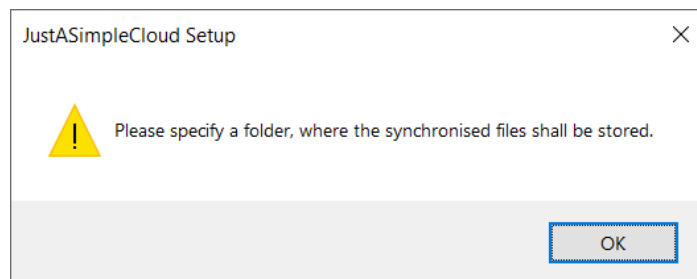 JustASimpleCloud Setup
Please specify a folder, where the synchronised files shall be stored.
OK